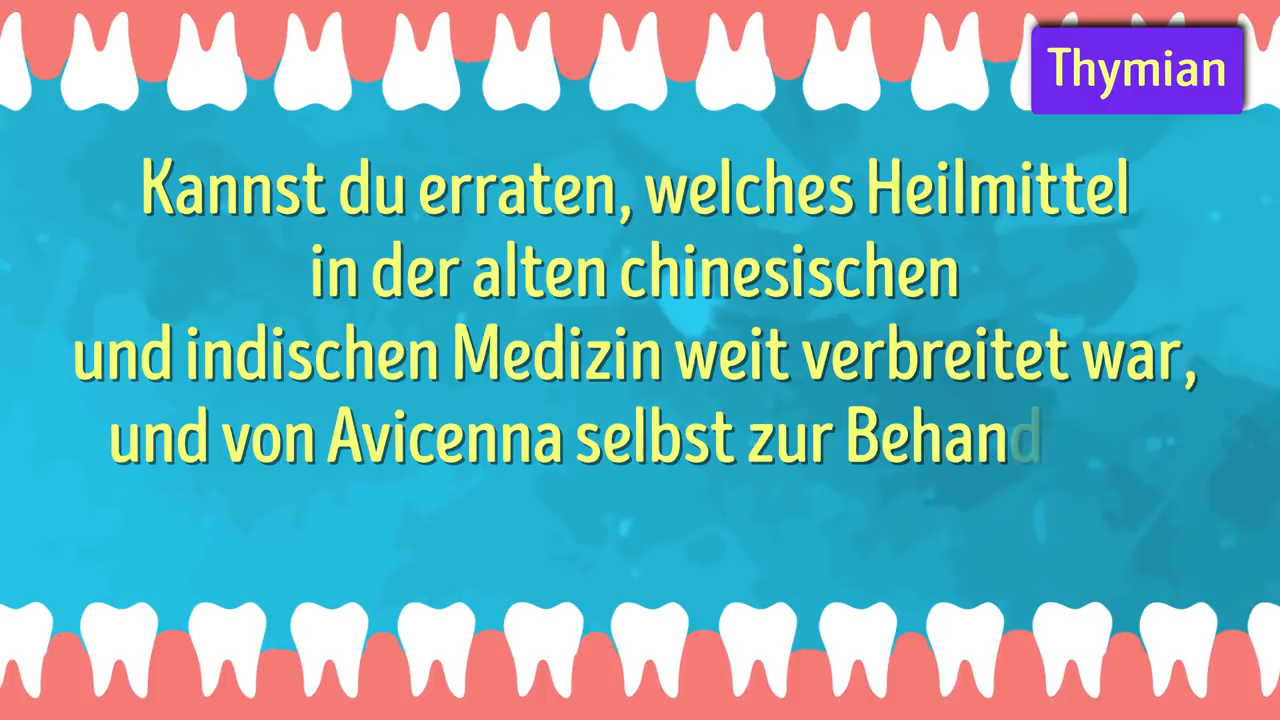 Thymian
Kannst du erraten, welches Heilmittel
in der alten chinesischen
und indischen Medizin weit verbreitet war,
und von Avicenna selbst zur Behand